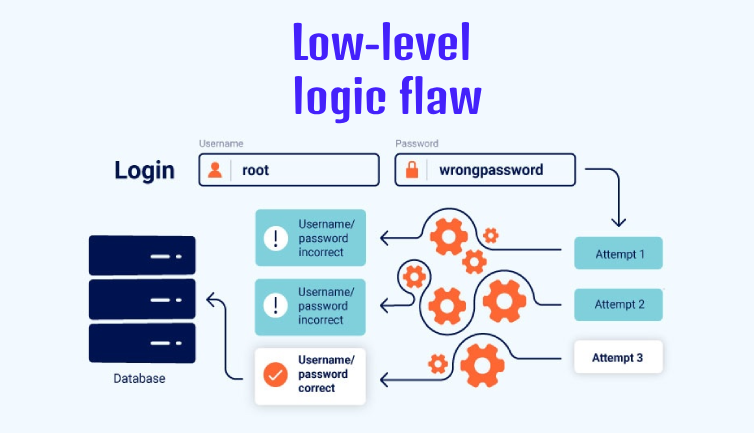 Low-level
logic flaw
Username
Password
Login
root
wrongpassword
Username/
password
incorrect
Attempt 1
Username/
password
incorrect
Attempt 2
Username/
password
correct
Attempt 3
Database